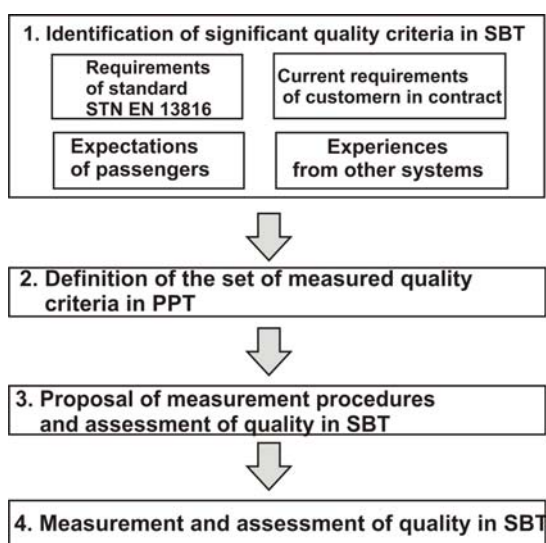 1. Identification of significant quality criteria in SBT
Requirements
of standard
STN EN 13816
Current requirements
of customern in contract
Expectations
of passengers
Experiences
from other systems
2. Definition of the set of measured quality
criteria in PPT
3. Proposal of measurement procedures
and assessment of quality in SBT
4. Measurement and assessment of quality in SBT